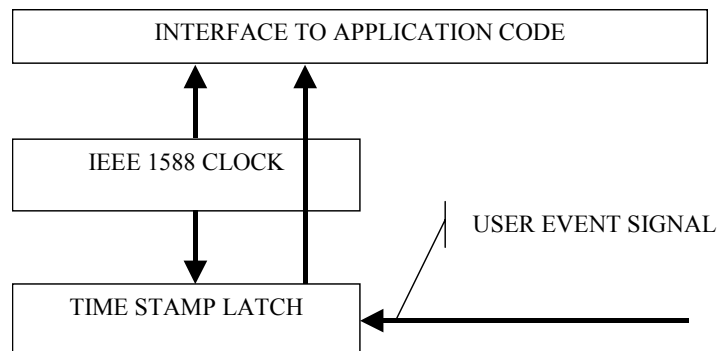 INTERFACE TO APPLICATION CODE
IEEE 1588 CLOCK
USER EVENT SIGNAL
TIME STAMP LATCH